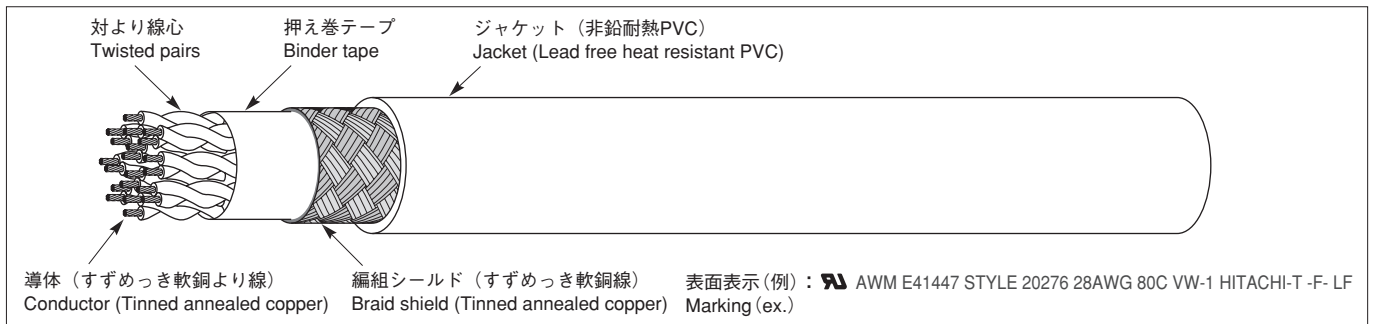 対より線心
Twisted pairs
押え巻テープ
Binder tape
ジャケット（非鉛耐熱PVC）
Jacket (Lead free heat resistant PVC)
導体（すずめっき軟銅より線）
Conductor (Tinned annealed copper)
編組シールド（すずめっき軟銅線）
Braid shield (Tinned annealed copper)
表面表示（例）： RU AWM E41447 STYLE 20276 28AWG 80C VW-1 HITACHI-T -F- LF
Marking（ex.）